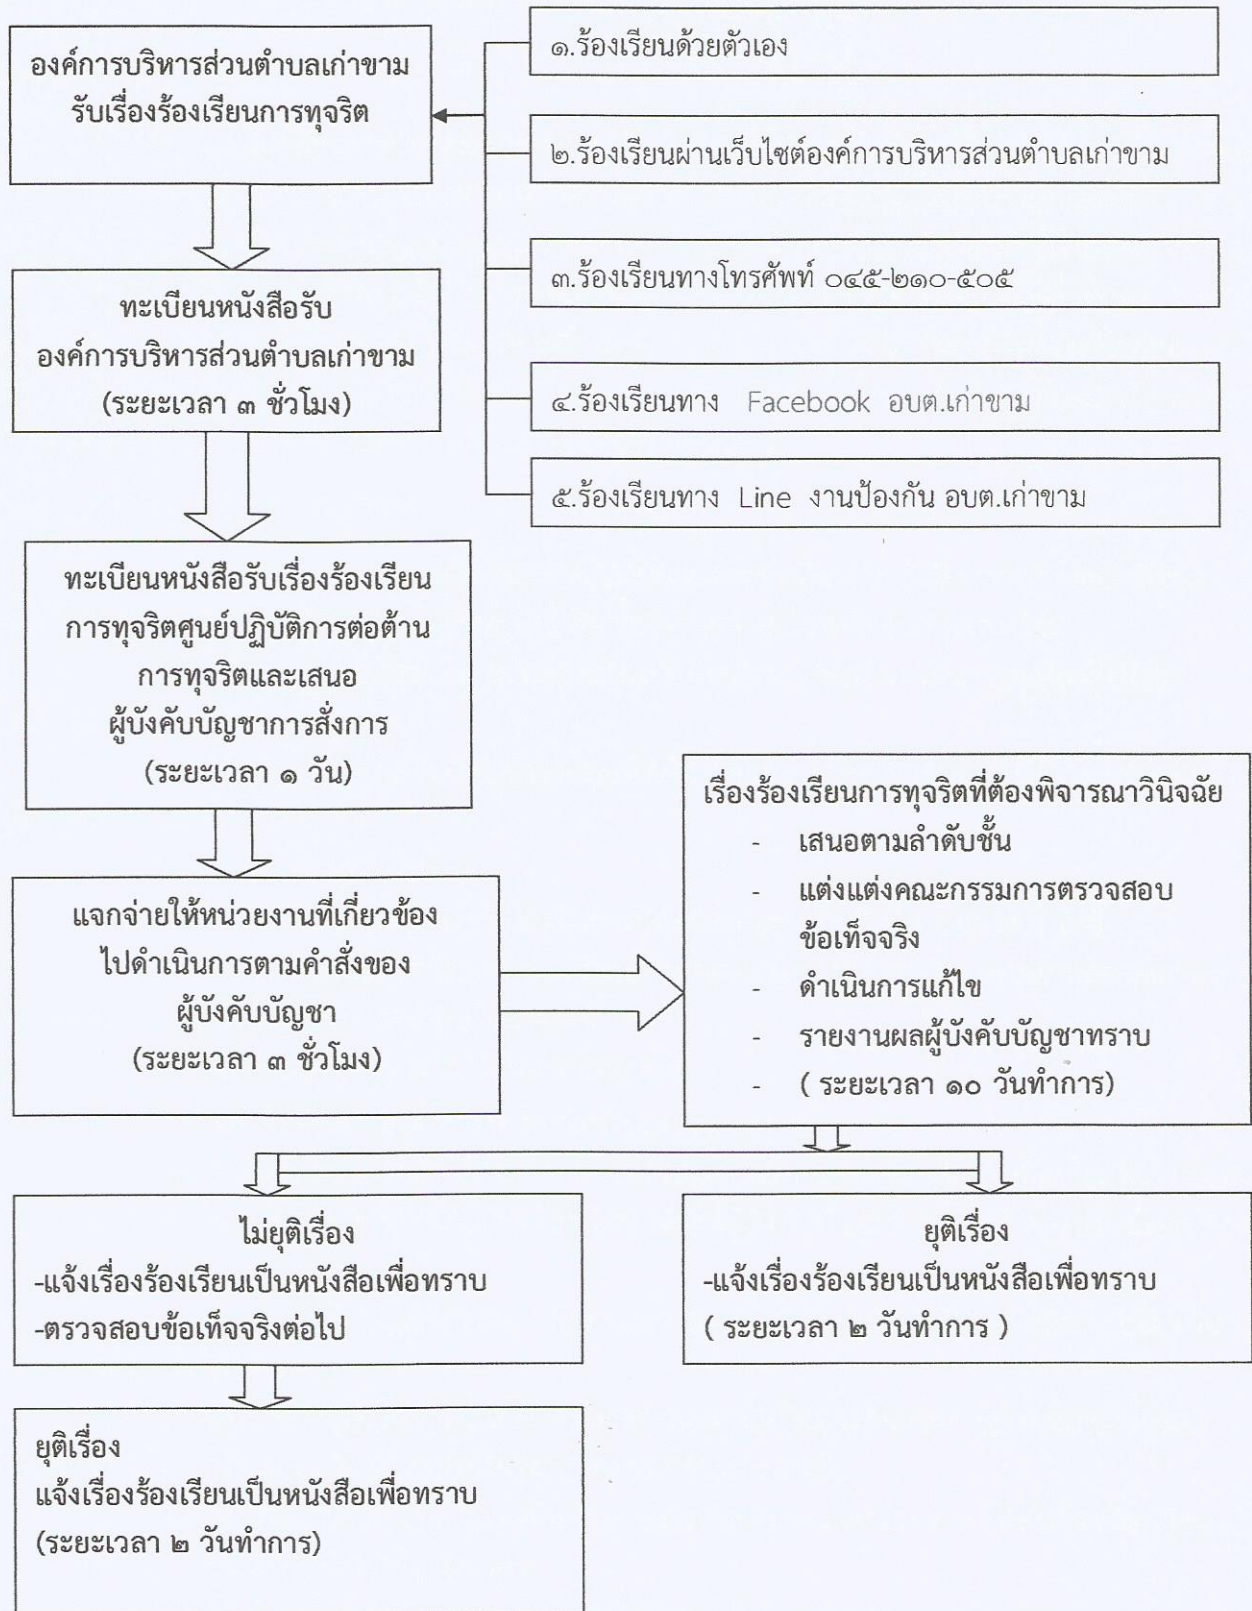 องค์การบริหารส่วนตำบลเก่าขาม
รับเรื่องร้องเรียนการทุจริต
๑.ร้องเรียนด้วยตัวเอง
๒.ร้องเรียนผ่านเว็บไซต์องค์การบริหารส่วนตำบลเก่าขาม
๓.ร้องเรียนทางโทรศัพท์ ๐๔๕-๒๑๐-๕๐๕
๔.ร้องเรียนทาง Facebook อบต.เก่าขาม
๕.ร้องเรียนทาง Line งานป้องกัน อบต.เก่าขาม
ทะเบียนหนังสือรับ
องค์การบริหารส่วนตำบลเก่าขาม
(ระยะเวลา ๓ ชั่วโมง)
ทะเบียนหนังสือรับเรื่องร้องเรียน
การทุจริตศูนย์ปฏิบัติการต่อต้าน
การทุจริตและเสนอ
ผู้บังคับบัญชาการสั่งการ
(ระยะเวลา ๑ วัน)
แจกจ่ายให้หน่วยงานที่เกี่ยวข้อง
ไปดำเนินการตามคำสั่งของ
ผู้บังคับบัญชา
(ระยะเวลา ๓ ชั่วโมง)
เรื่องร้องเรียนการทุจริตที่ต้องพิจารณาวินิจฉัย
- เสนอตามลำดับชั้น
- แต่งแต่งคณะกรรมการตรวจสอบ
ข้อเท็จจริง
- ดำเนินการแก้ไข
- รายงานผลผู้บังคับบัญชาทราบ
- ( ระยะเวลา ๑๐ วันทำการ)
ไม่ยุติเรื่อง
-แจ้งเรื่องร้องเรียนเป็นหนังสือเพื่อทราบ
-ตรวจสอบข้อเท็จจริงต่อไป
ยุติเรื่อง
-แจ้งเรื่องร้องเรียนเป็นหนังสือเพื่อทราบ
( ระยะเวลา ๒ วันทำการ )
ยุติเรื่อง
แจ้งเรื่องร้องเรียนเป็นหนังสือเพื่อทราบ
(ระยะเวลา ๒ วันทำการ)